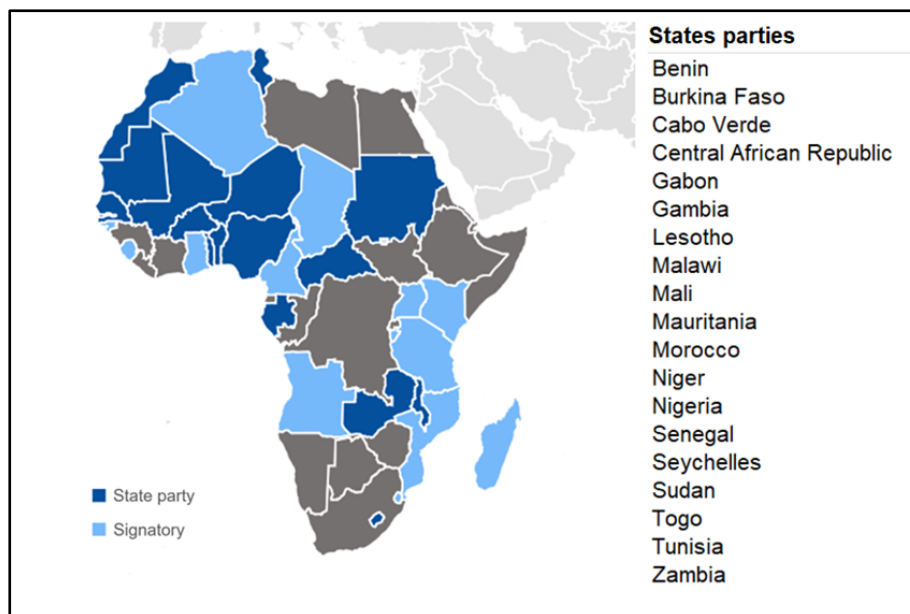 States parties
Benin
Burkina Faso
Cabo Verde
Central African Republic
Gabon
Gambia
Lesotho
Malawi
Mali
Mauritania
Morocco
Niger
Nigeria
Senegal
Seychelles
Sudan
Togo
Tunisia
Zambia
State party
Signatory